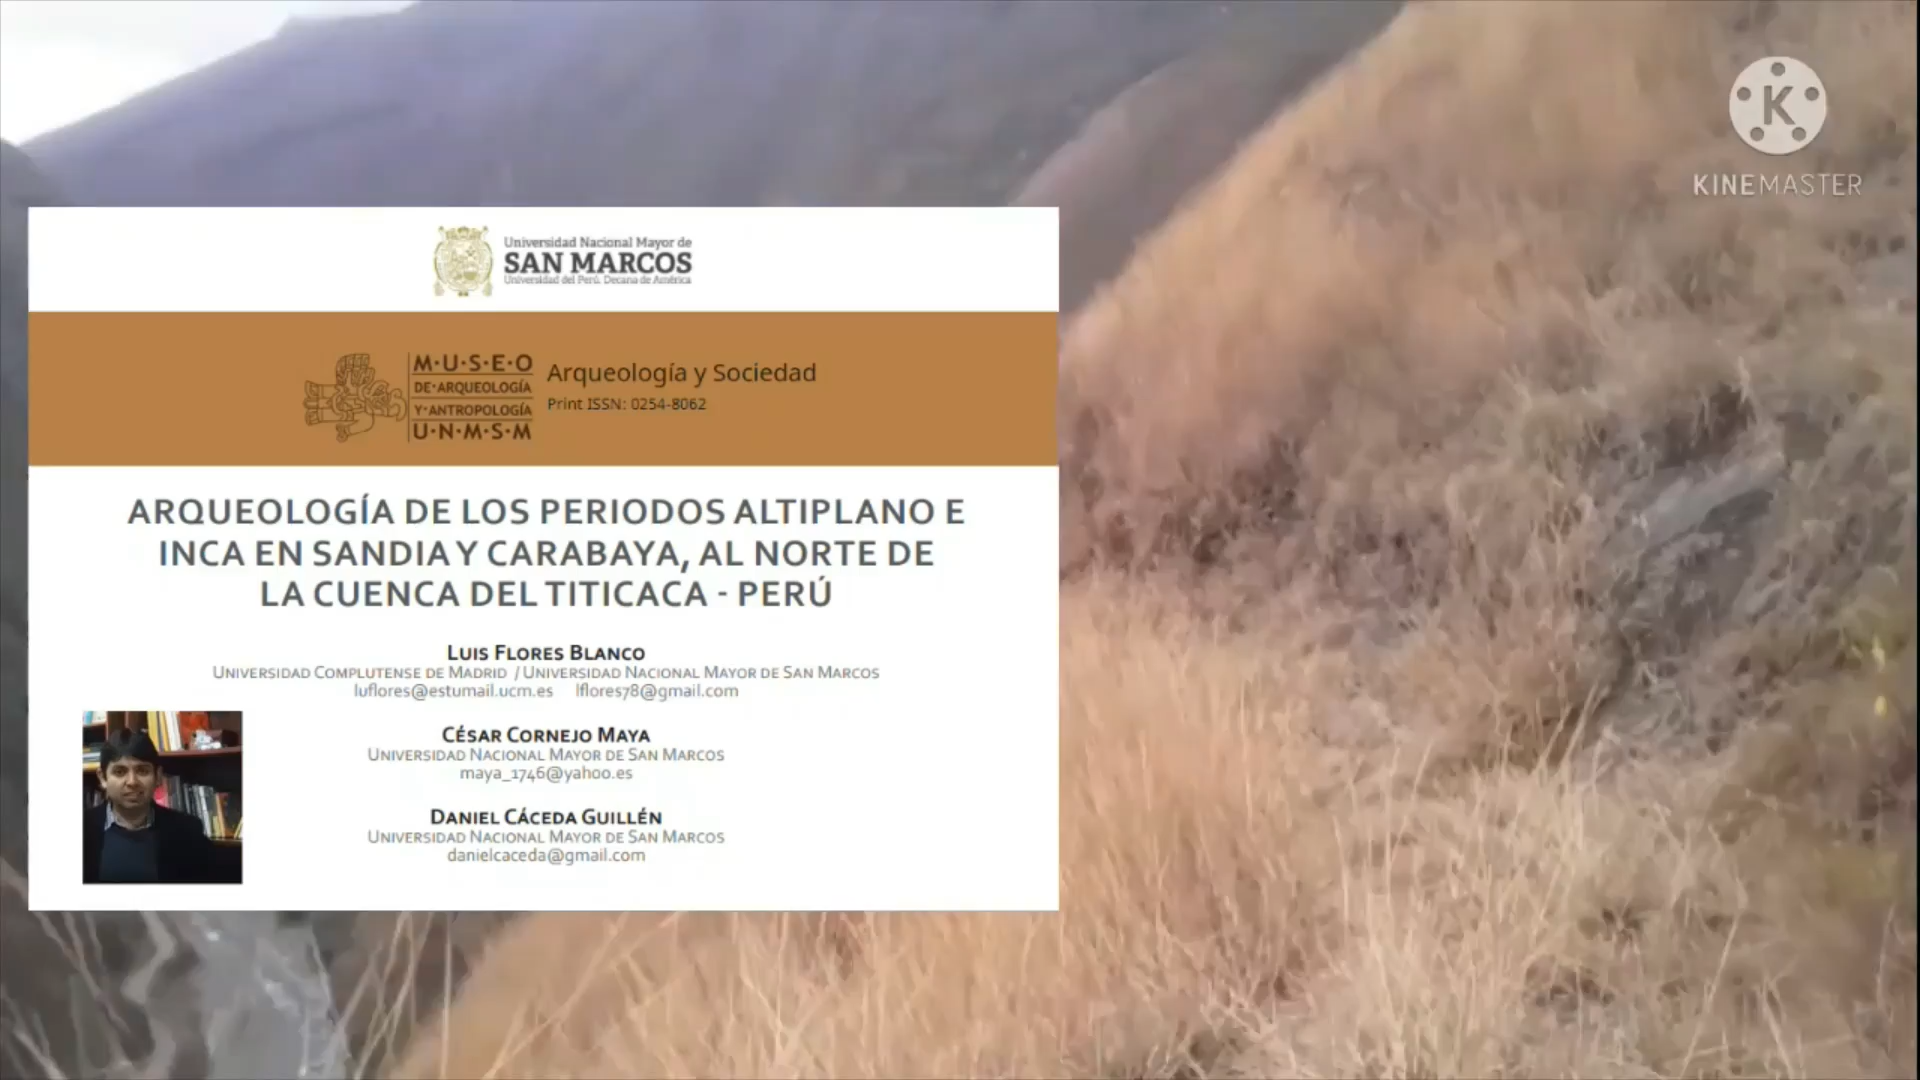 K
KINEMASTER
Universidad Nacional Mayor de
SAN MARCOS
Universidad del Perú. Decana de América
M·U·S·E·O
DE·ARQUEOLOGÍA
Y·ANTROPOLOGÍA
U·N·M·S·M
Arqueología y Sociedad
Print ISSN: 0254-8062
ARQUEOLOGÍA DE LOS PERIODOS ALTIPLANO E
INCA EN SANDIA Y CARABAYA, AL NORTE DE
LA CUENCA DEL TITICACA - PERÚ
LUIS FLORES BLANCO
UNIVERSIDAD COMPLUTENSE DE MADRID / UNIVERSIDAD NACIONAL MAYOR DE SAN MARCOS
luflores@estumail.ucm.es lflores78@gmail.com
CÉSAR CORNEJO MAYA
UNIVERSIDAD NACIONAL MAYOR DE SAN MARCOS
maya_1746@yahoo.es
DANIEL CÁCEDA GUILLÉN
UNIVERSIDAD NACIONAL MAYOR DE SAN MARCOS
danielcaceda@gmail.com